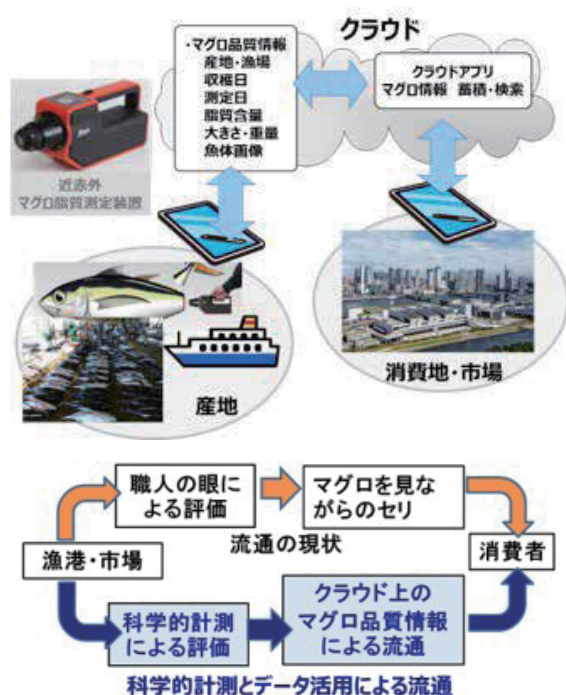 クラウド
・マグロ品質情報
産地・漁場
収穫日
測定日
脂質含量
大きさ・重量
魚体画像
クラウドアプリ
マグロ情報 蓄積・検索
近赤外
マグロ脂質測定装置
産地
消費地・市場
職人の眼に
よる評価
マグロを見な
がらのセリ
流通の現状
漁港・市場
消費者
科学的計測
による評価
クラウド上の
マグロ品質情報
による流通
科学的計測とデータ活用による流通